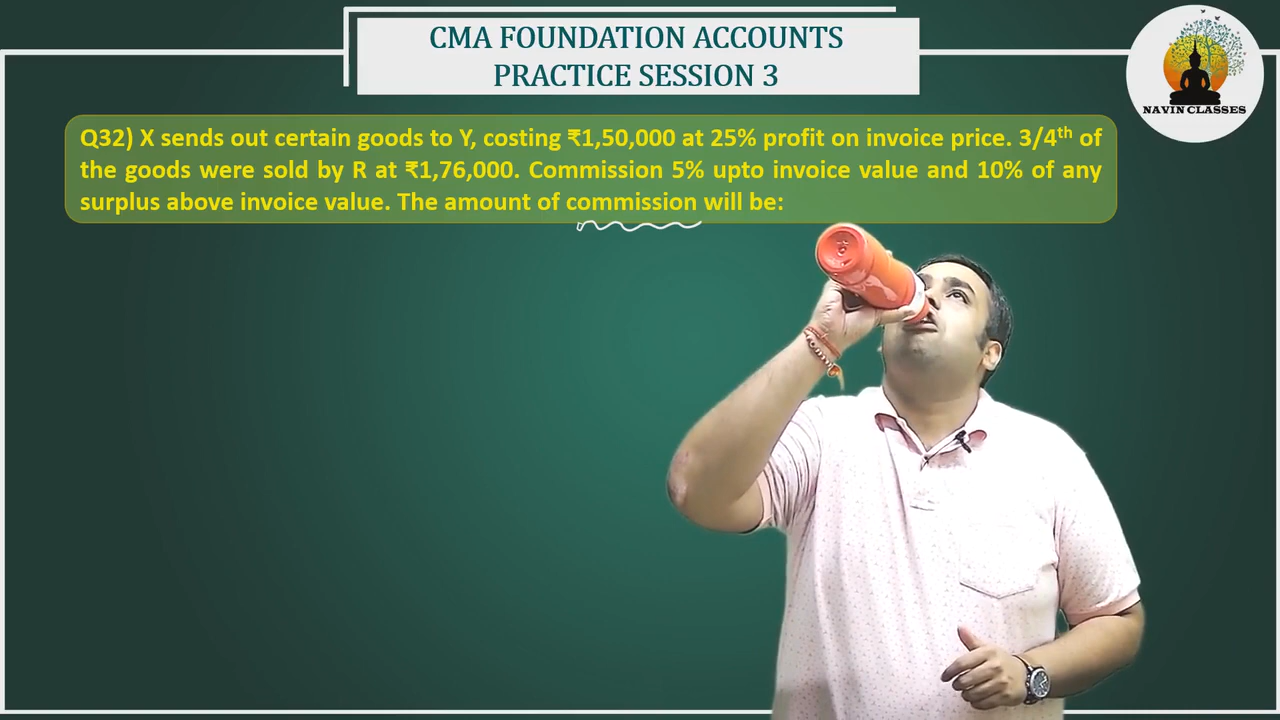 CMA FOUNDATION ACCOUNTS
PRACTICE SESSION 3
NAVIN CLASSES
Q32) X sends out certain goods to Y, costing ₹1,50,000 at 25% profit on invoice price. 3/4th of
the goods were sold by R at ₹1,76,000. Commission 5% upto invoice value and 10% of any
surplus above invoice value. The amount of commission will be: